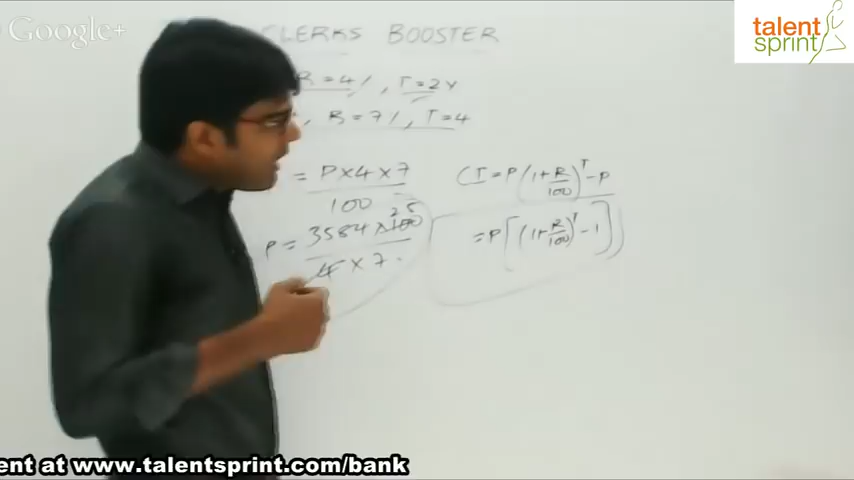 Google+
talent
sprint
CLERKS BOOSTER
R = 4%, T = 2Y
, R = 7%, T = 4
= P×4×7
100
P = 3584 × 100
25
4 × 7
CI = P(1+R/100)^T - P
= P[(1+R/100)^T - 1]
ent at www.talentsprint.com/bank